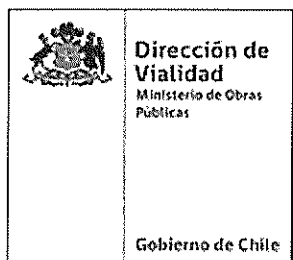 Dirección de
Vialidad
Ministerio de Obras
Públicas
Gobierno de Chile